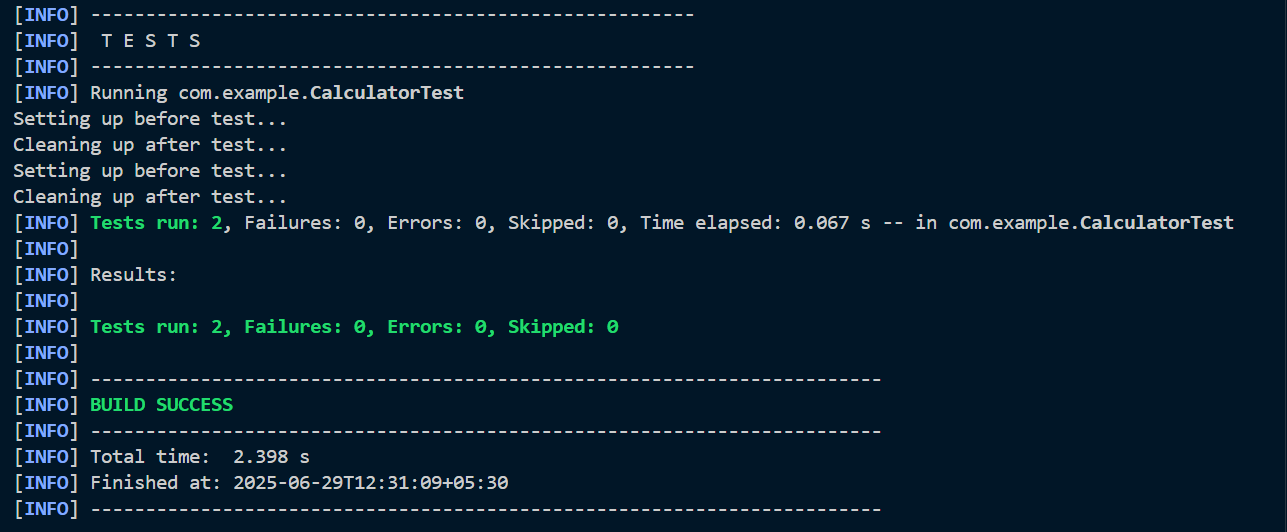 [INFO] -------------------------------------------------------
[INFO]  T E S T S
[INFO] -------------------------------------------------------
[INFO] Running com.example.CalculatorTest
Setting up before test...
Cleaning up after test...
Setting up before test...
Cleaning up after test...
[INFO] Tests run: 2, Failures: 0, Errors: 0, Skipped: 0, Time elapsed: 0.067 s -- in com.example.CalculatorTest
[INFO]
[INFO] Results:
[INFO]
[INFO] Tests run: 2, Failures: 0, Errors: 0, Skipped: 0
[INFO]
[INFO] ------------------------------------------------------------------------
[INFO] BUILD SUCCESS
[INFO] ------------------------------------------------------------------------
[INFO] Total time:  2.398 s
[INFO] Finished at: 2025-06-29T12:31:09+05:30
[INFO] ------------------------------------------------------------------------